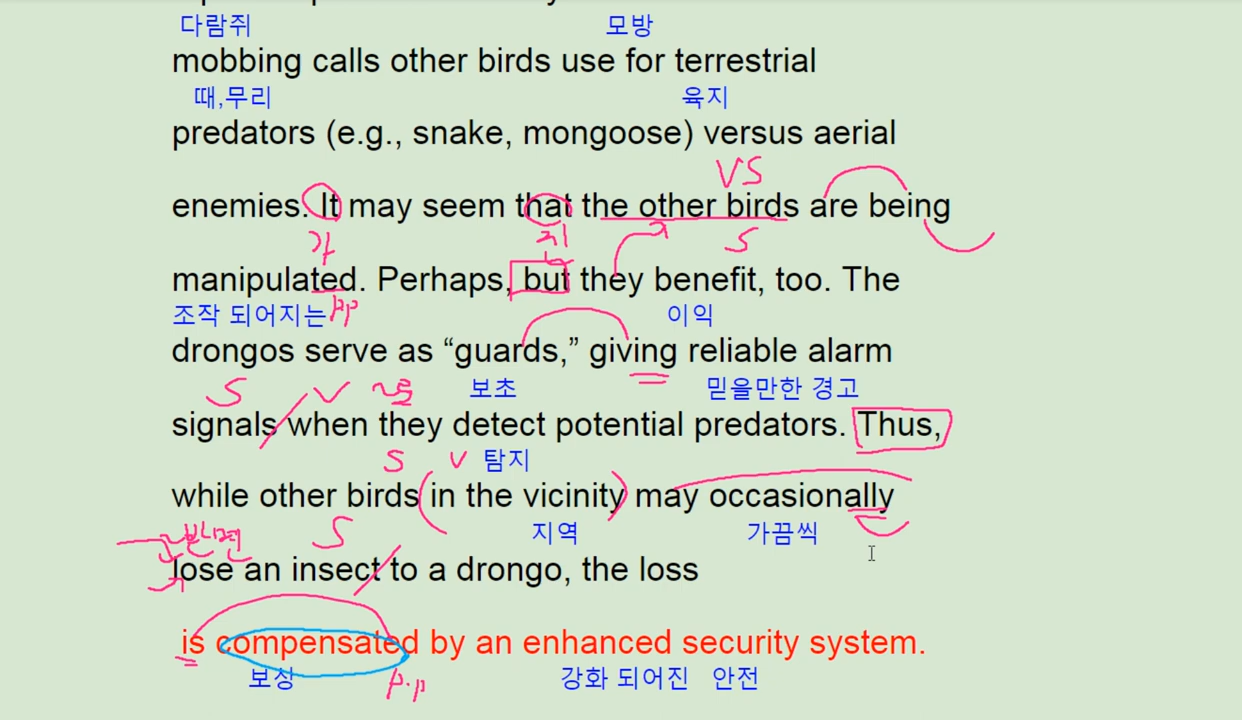 다람쥐 모방
mobbing calls other birds use for terrestrial
때,무리 육지
predators (e.g., snake, mongoose) versus aerial
VS
enemies. It may seem that the other birds are being
가 진 S
manipulated. Perhaps, but they benefit, too. The
조작 되어지는 pp 이익
drongos serve as “guards,” giving reliable alarm
S V ~로 보초 믿을만한 경고
signals when they detect potential predators. Thus,
S V 탐지
while other birds (in the vicinity) may occasionally
반면 S 지역 가끔씩
lose an insect to a drongo, the loss
is compensated by an enhanced security system.
보상 p.p 강화 되어진 안전